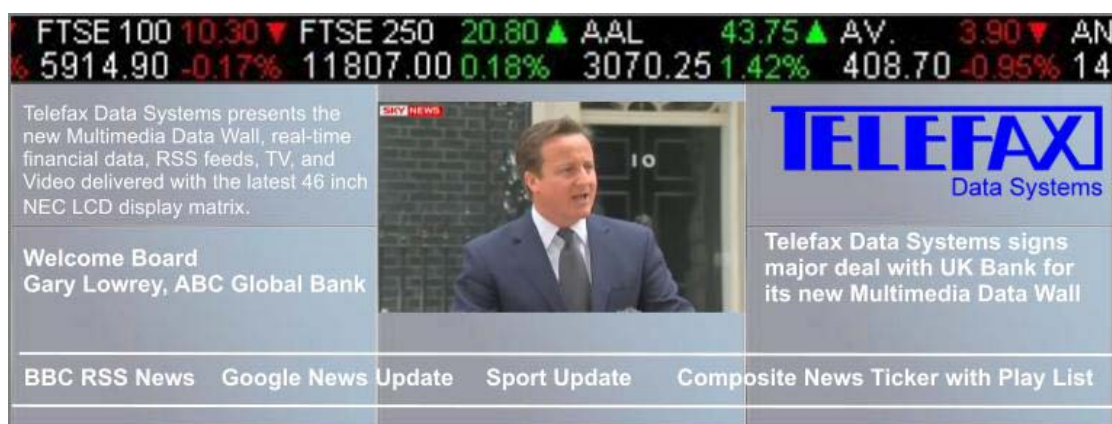 FTSE 100 10.30▼ FTSE 250 20.80▲ AAL 43.75▲ AV. 3.90▼ AN
% 5914.90 -0.17% 11807.00 0.18% 3070.25 1.42% 408.70 -0.95% 14
Telefax Data Systems presents the
new Multimedia Data Wall, real-time
financial data, RSS feeds, TV, and
Video delivered with the latest 46 inch
NEC LCD display matrix.
Welcome Board
Gary Lowrey, ABC Global Bank
SKY NEWS
10
TELEFAX
Data Systems
Telefax Data Systems signs
major deal with UK Bank for
its new Multimedia Data Wall
BBC RSS News Google News Update Sport Update Composite News Ticker with Play List